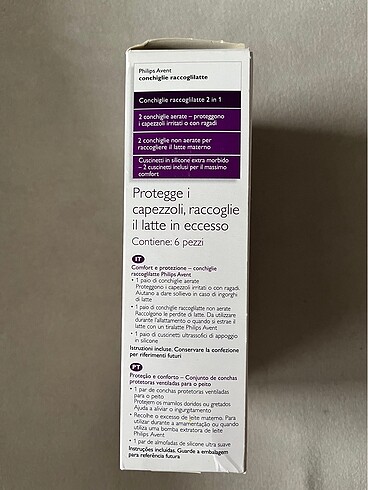 Philips Avent
conchiglie raccoglilatte
Conchiglie raccoglilatte 2 in 1
2 conchiglie aerate – proteggono
i capezzoli irritati o con ragadi
2 conchiglie non aerate per
raccogliere il latte materno
Cuscinetti in silicone extra morbido
– 2 cuscinetti inclusi per il massimo
comfort
Protegge i
capezzoli, raccoglie
il latte in eccesso
Contiene: 6 pezzi
IT
Comfort e protezione – conchiglie
raccoglilatte Philips Avent
• 1 paio di conchiglie aerate
Proteggono i capezzoli irritati o con ragadi.
Aiutano a dare sollievo in caso di ingorghi
di latte
• 1 paio di conchiglie raccoglilatte non aerate
Raccolgono le perdite di latte. Da utilizzare
durante l'allattamento o quando si estrae il
latte con un tiralatte Philips Avent
• 1 paio di cuscinetti ultrasoffici di appoggio
in silicone
Istruzioni incluse. Conservare la confezione
per riferimenti futuri
PT
Proteção e conforto – Conjunto de conchas
protetoras ventiladas para o peito
• 1 par de conchas protetoras ventiladas
para o peito
Protejem os mamilos doridos ou gretados
Ajuda a aliviar o ingurgitamento
• Recolhe o excesso de leite materno. Para
utilizar durante a amamentação ou quando
utiliza uma bomba extratora de leite
Philips Avent
• 1 par de almofadas de silicone ultra suave
Instruções incluídas. Guarde a embalagem
para referência futura